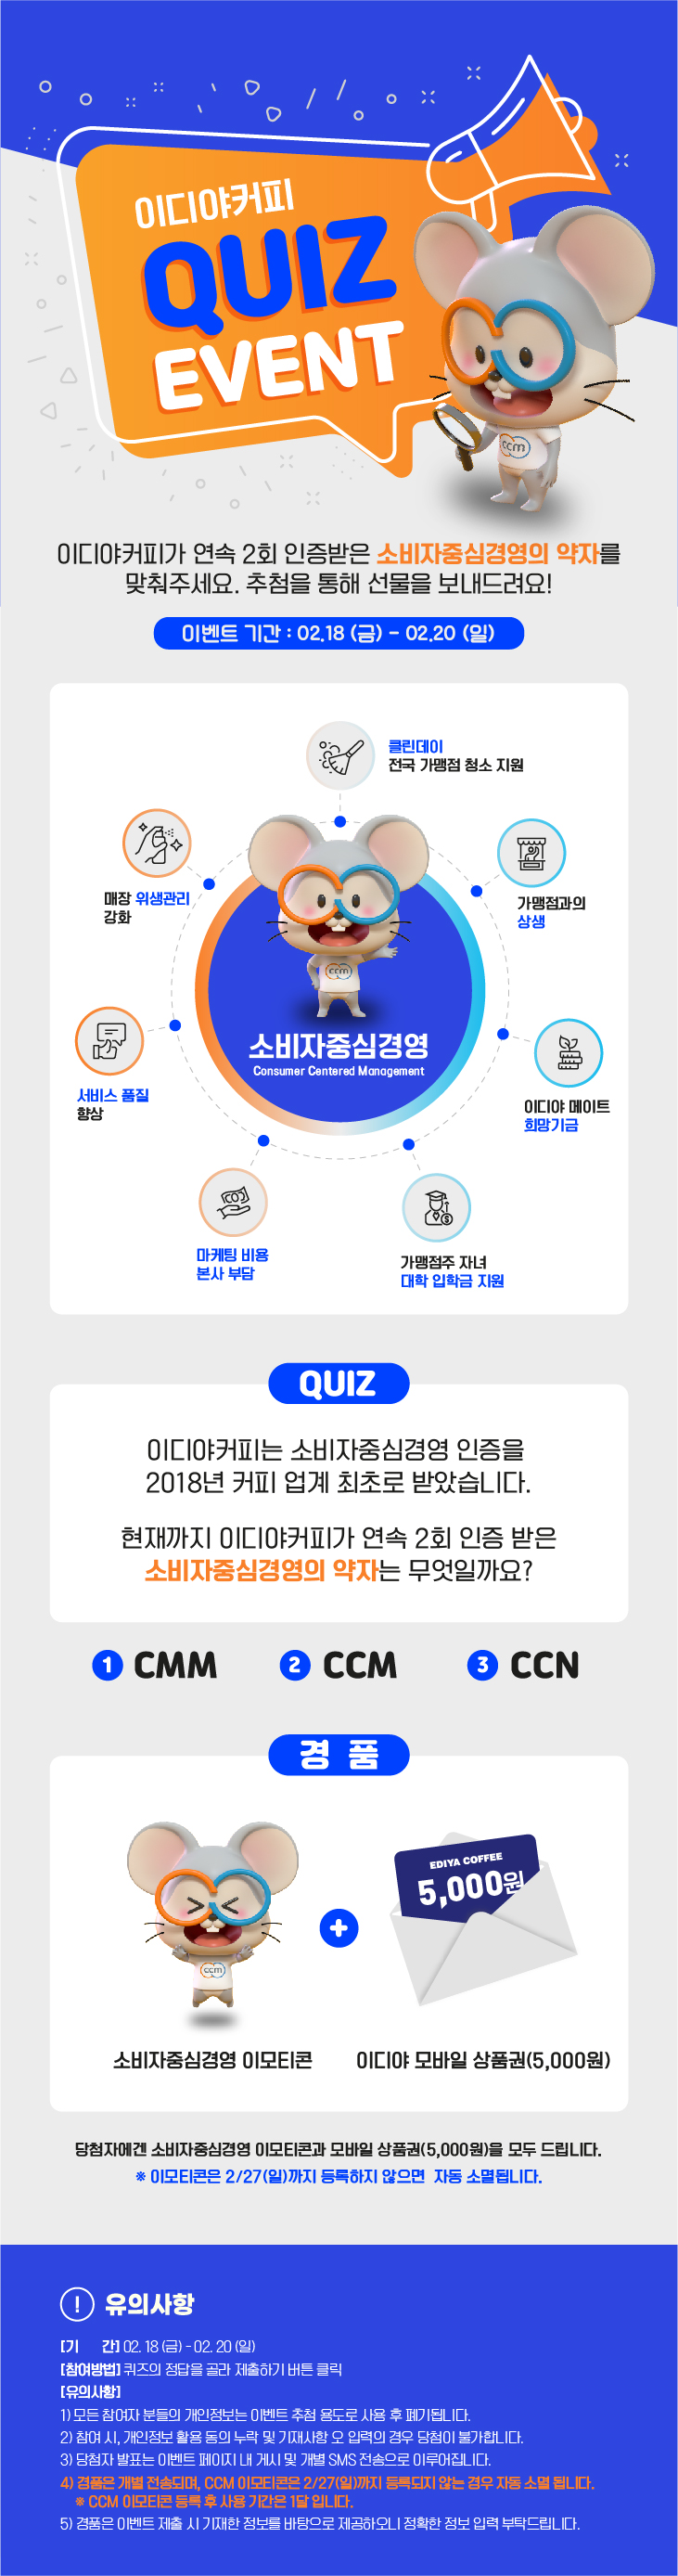 이디야커피
QUIZ
EVENT
ccm
이디야커피가 연속 2회 인증받은 소비자중심경영의 약자를
맞춰주세요. 추첨을 통해 선물을 보내드려요!
이벤트 기간 : 02.18 (금) - 02.20 (일)
클린데이
전국 가맹점 청소 지원
매장 위생관리
강화
가맹점과의
상생
ccm
소비자중심경영
Consumer Centered Management
서비스 품질
향상
이디야 메이트
희망기금
마케팅 비용
본사 부담
가맹점주 자녀
대학 입학금 지원
QUIZ
이디야커피는 소비자중심경영 인증을
2018년 커피 업계 최초로 받았습니다.
현재까지 이디야커피가 연속 2회 인증 받은
소비자중심경영의 약자는 무엇일까요?
1 CMM
2 CCM
3 CCN
경 품
EDIYA COFFEE
5,000원
ccm
+
소비자중심경영 이모티콘
이디야 모바일 상품권(5,000원)
당첨자에겐 소비자중심경영 이모티콘과 모바일 상품권(5,000원)을 모두 드립니다.
※ 이모티콘은 2/27(일)까지 등록하지 않으면 자동 소멸됩니다.
! 유의사항
[기 간] 02. 18 (금) - 02. 20 (일)
[참여방법] 퀴즈의 정답을 골라 제출하기 버튼 클릭
[유의사항]
1) 모든 참여자 분들의 개인정보는 이벤트 추첨 용도로 사용 후 폐기됩니다.
2) 참여 시, 개인정보 활용 동의 누락 및 기재사항 오 입력의 경우 당첨이 불가합니다.
3) 당첨자 발표는 이벤트 페이지 내 게시 및 개별 SMS 전송으로 이루어집니다.
4) 경품은 개별 전송되며, CCM 이모티콘은 2/27(일)까지 등록되지 않는 경우 자동 소멸 됩니다.
※ CCM 이모티콘 등록 후 사용 기간은 1달 입니다.
5) 경품은 이벤트 제출 시 기재한 정보를 바탕으로 제공하오니 정확한 정보 입력 부탁드립니다.